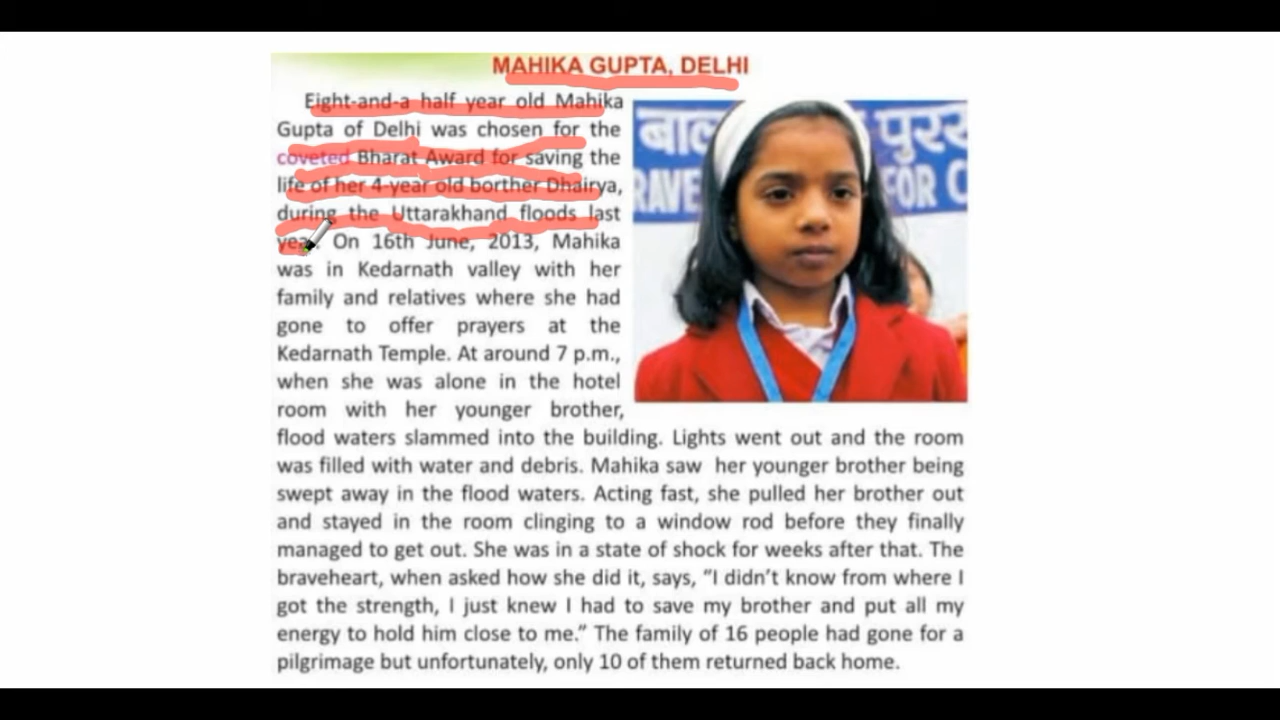 MAHIKA GUPTA, DELHI
Eight-and-a half year old Mahika
Gupta of Delhi was chosen for the
coveted Bharat Award for saving the
life of her 4-year old borther Dhairya,
during the Uttarakhand floods last
year. On 16th June, 2013, Mahika
was in Kedarnath valley with her
family and relatives where she had
gone to offer prayers at the
Kedarnath Temple. At around 7 p.m.,
when she was alone in the hotel
room with her younger brother,
flood waters slammed into the building. Lights went out and the room
was filled with water and debris. Mahika saw her younger brother being
swept away in the flood waters. Acting fast, she pulled her brother out
and stayed in the room clinging to a window rod before they finally
managed to get out. She was in a state of shock for weeks after that. The
braveheart, when asked how she did it, says, “I didn’t know from where I
got the strength, I just knew I had to save my brother and put all my
energy to hold him close to me.” The family of 16 people had gone for a
pilgrimage but unfortunately, only 10 of them returned back home.
बाल पुरस
RAVE FOR C